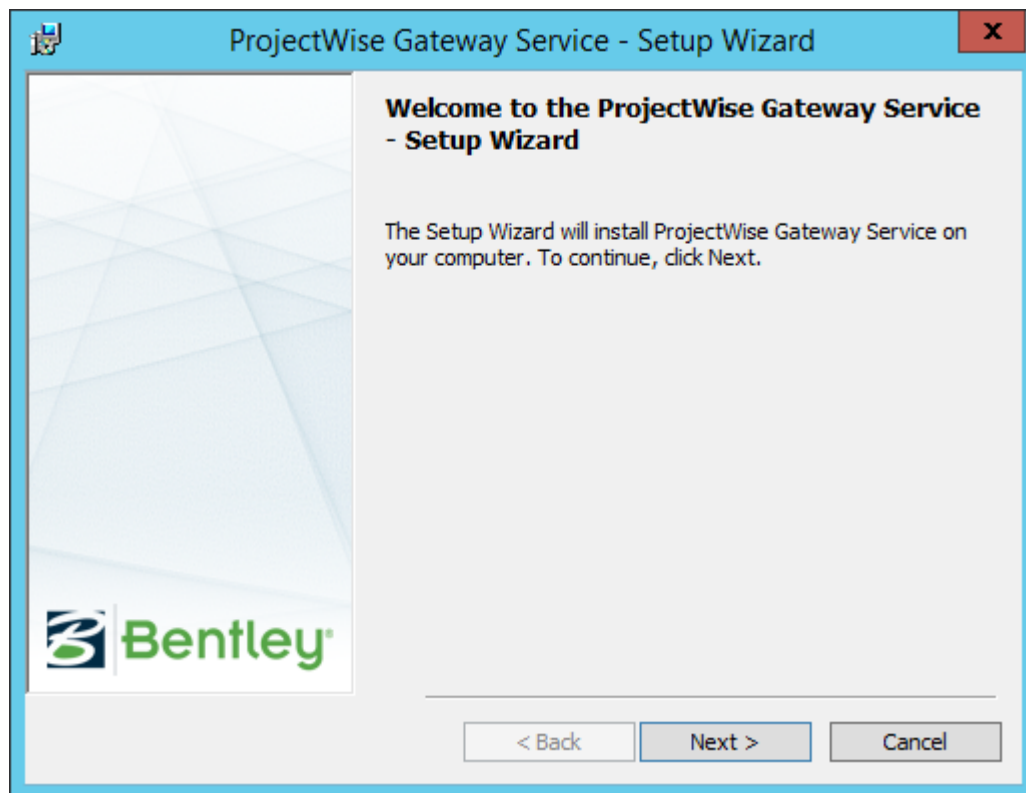 ProjectWise Gateway Service - Setup Wizard
x
Welcome to the ProjectWise Gateway Service
- Setup Wizard
The Setup Wizard will install ProjectWise Gateway Service on
your computer. To continue, click Next.
Bentley®
< Back
Next >
Cancel